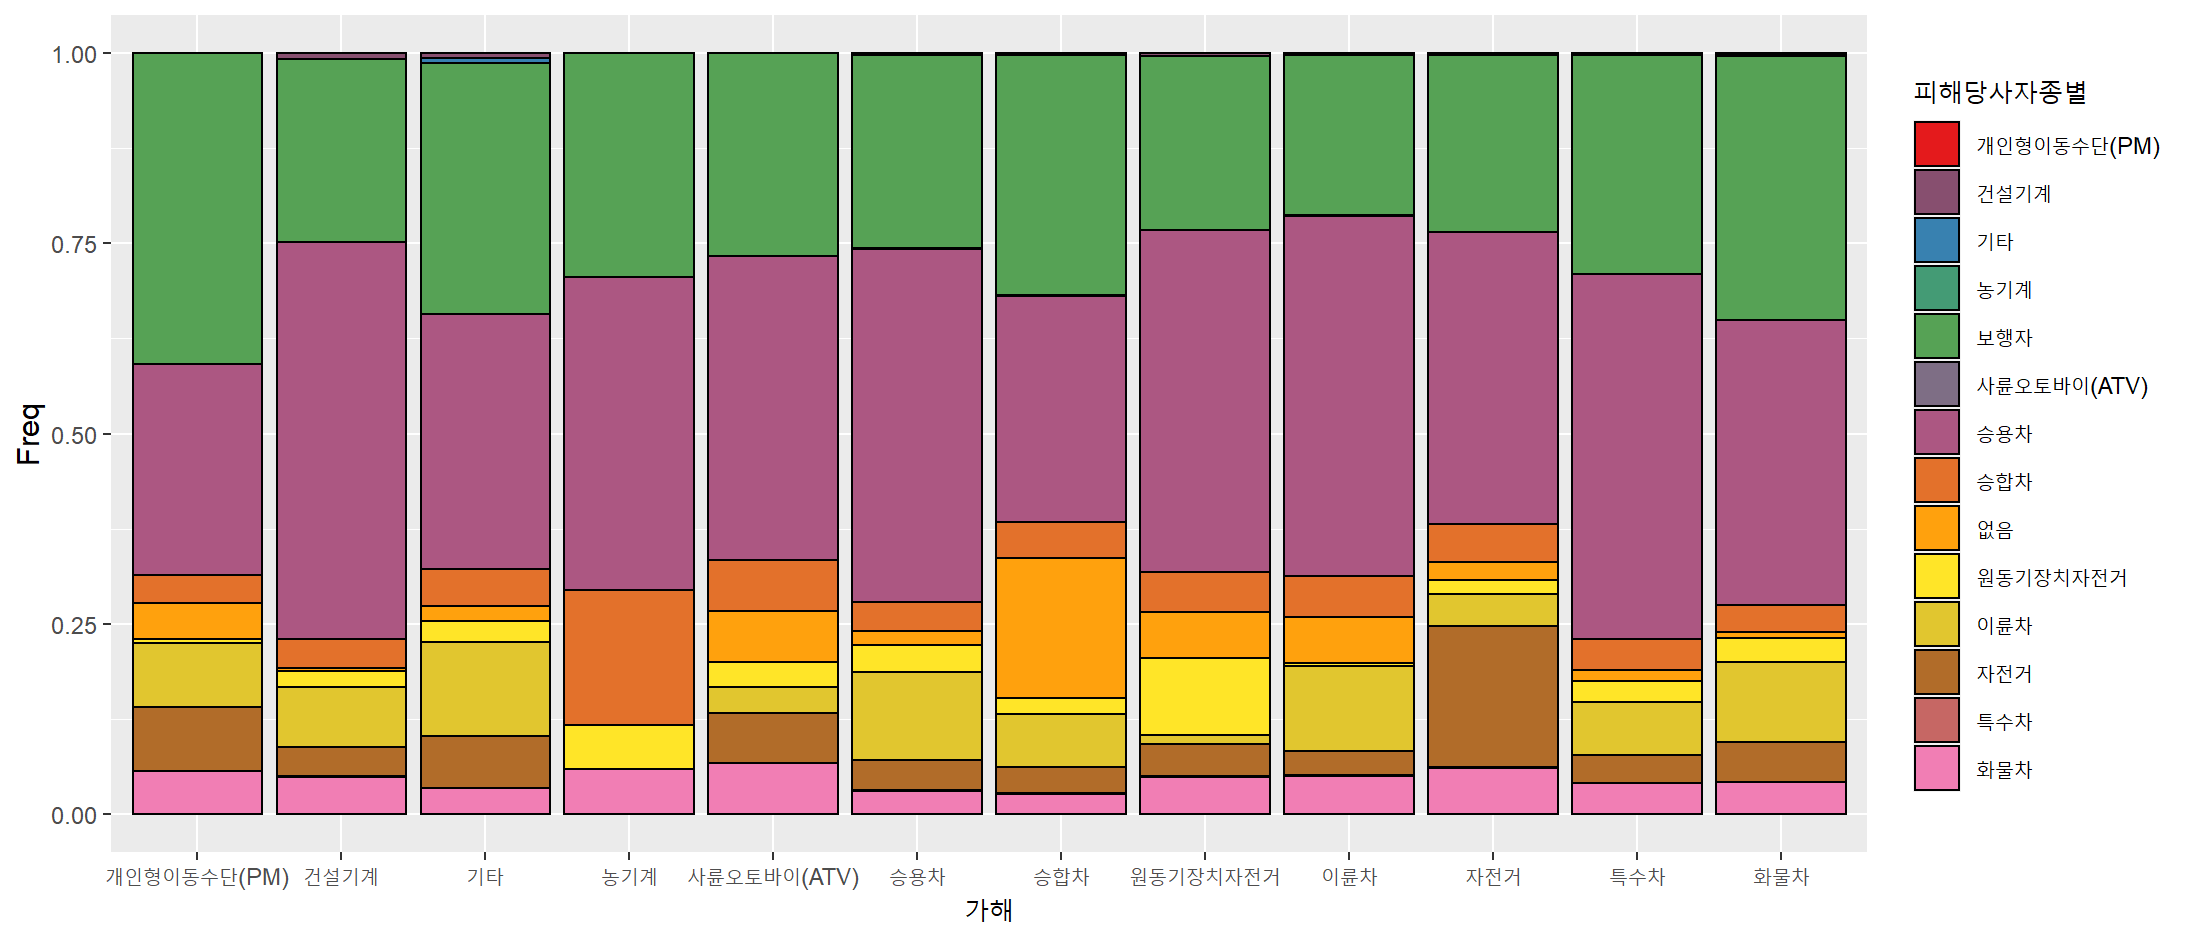 1.00
0.75
0.50
0.25
0.00
Freq
개인형이동수단(PM)
건설기계
기타
농기계
사륜오토바이(ATV)
승용차
승합차
원동기장치자전거
이륜차
자전거
특수차
화물차
가해
피해당사자종별
개인형이동수단(PM)
건설기계
기타
농기계
보행자
사륜오토바이(ATV)
승용차
승합차
없음
원동기장치자전거
이륜차
자전거
특수차
화물차